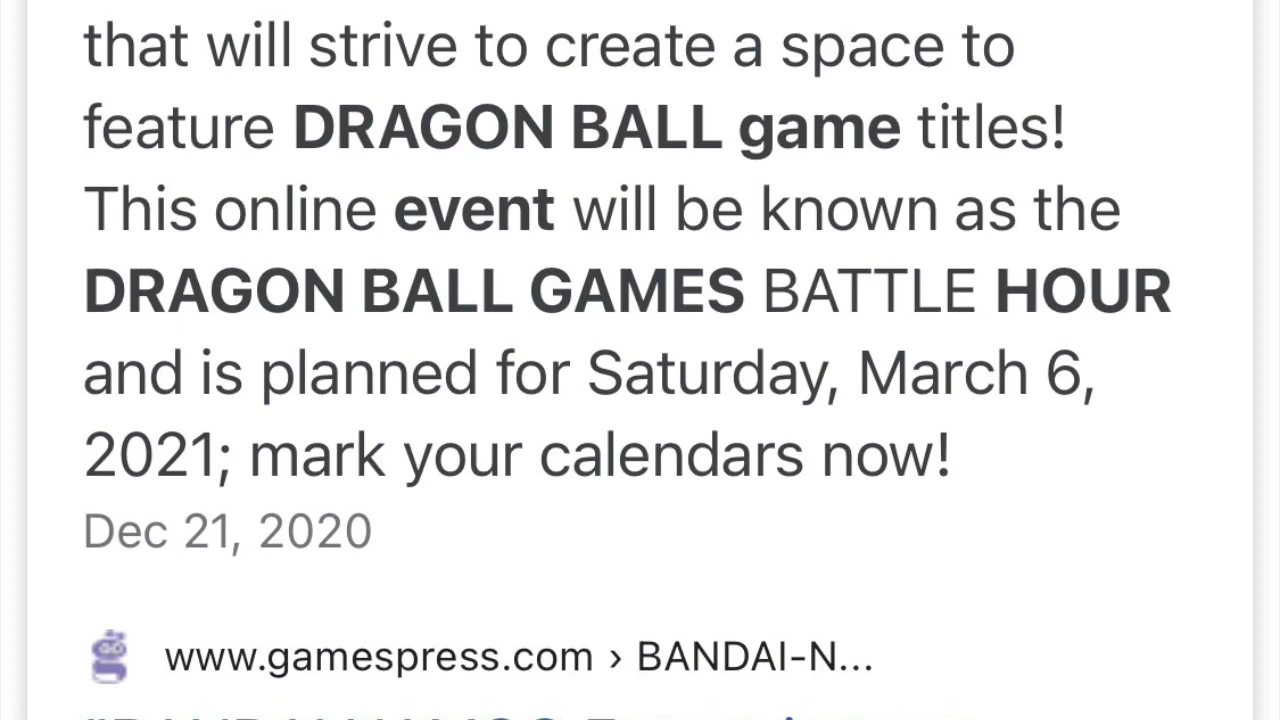 that will strive to create a space to
feature DRAGON BALL game titles!
This online event will be known as the
DRAGON BALL GAMES BATTLE HOUR
and is planned for Saturday, March 6,
2021; mark your calendars now!
Dec 21, 2020
www.gamespress.com › BANDAI-N...